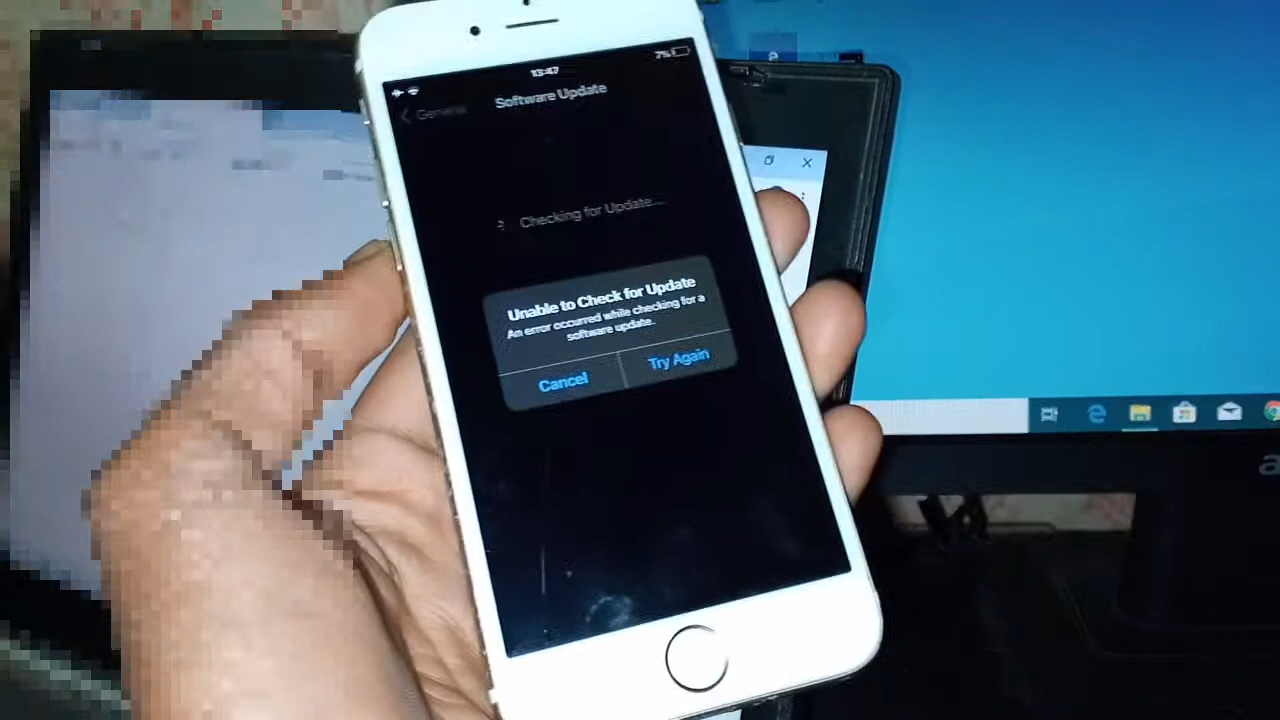 7%
13:47
General
Software Update
Checking for Update...
Unable to Check for Update
An error occurred while checking for a
software update.
Cancel
Try Again